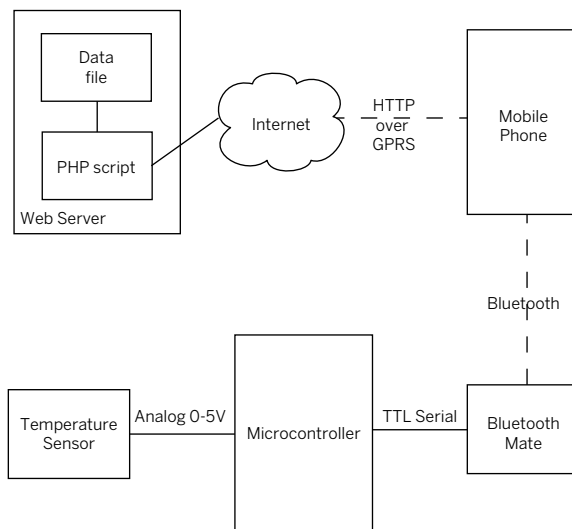 Data
file
PHP script
Web Server
Internet
HTTP
over
GPRS
Mobile
Phone
Bluetooth
Temperature
Sensor
Analog 0-5V
Microcontroller
TTL Serial
Bluetooth
Mate